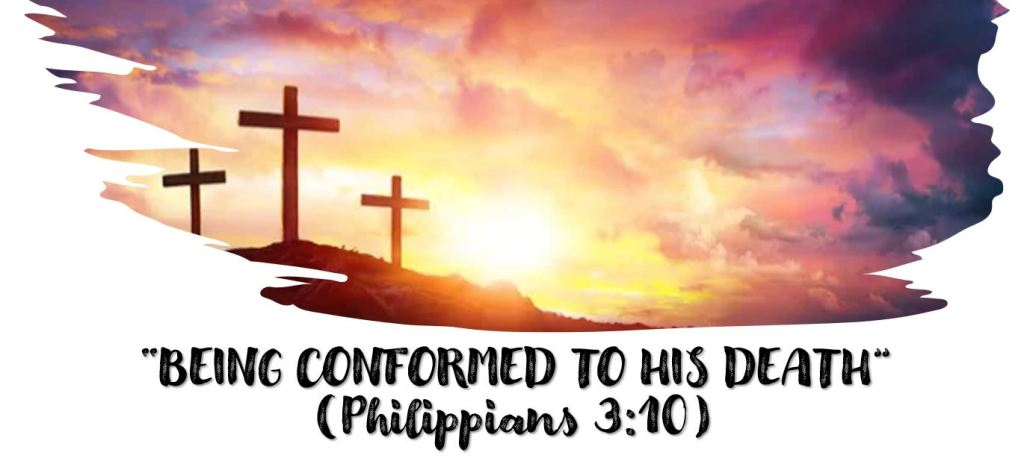 “BEING CONFORMED TO HIS DEATH“
(Philippians 3:10)